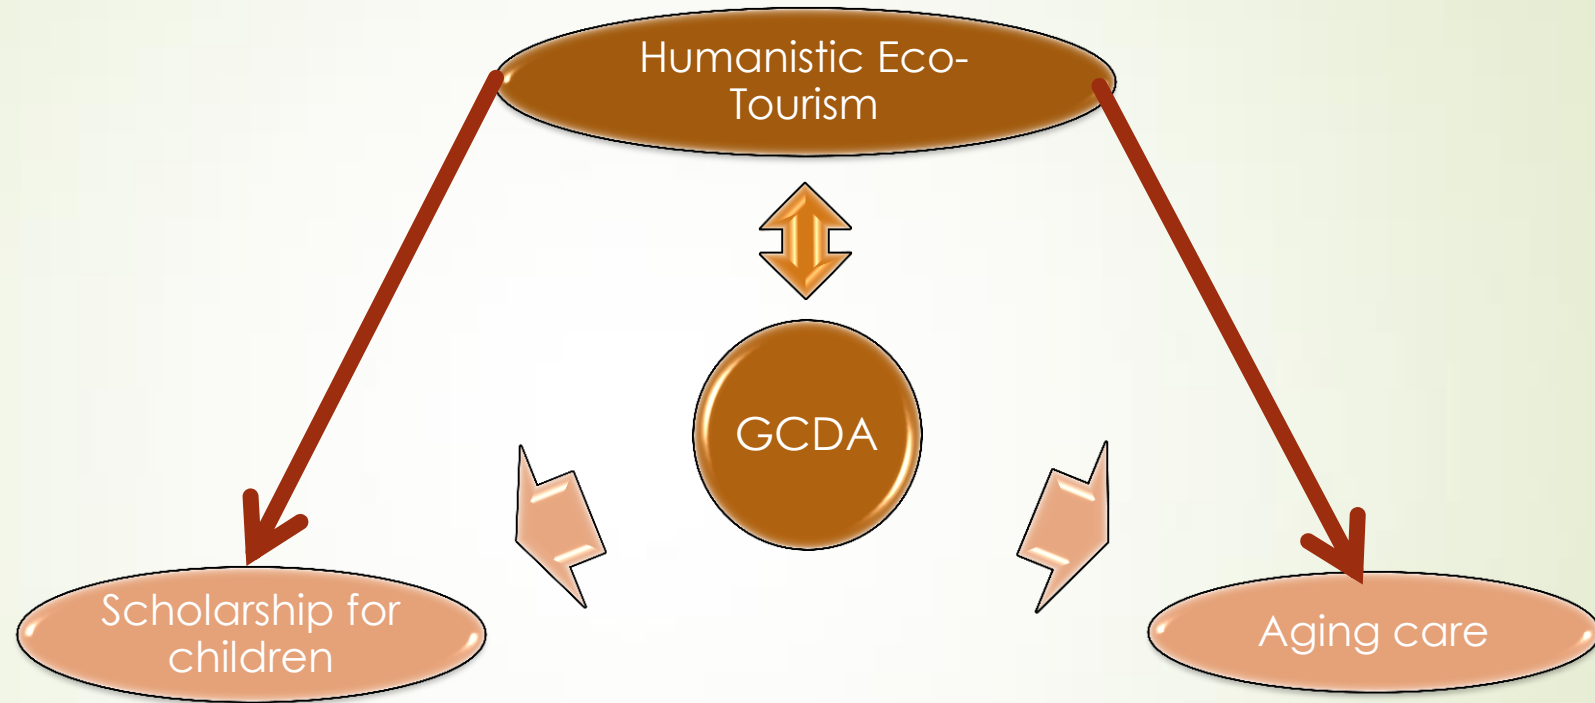 Humanistic Eco-
Tourism
GCDA
Scholarship for
children
Aging care